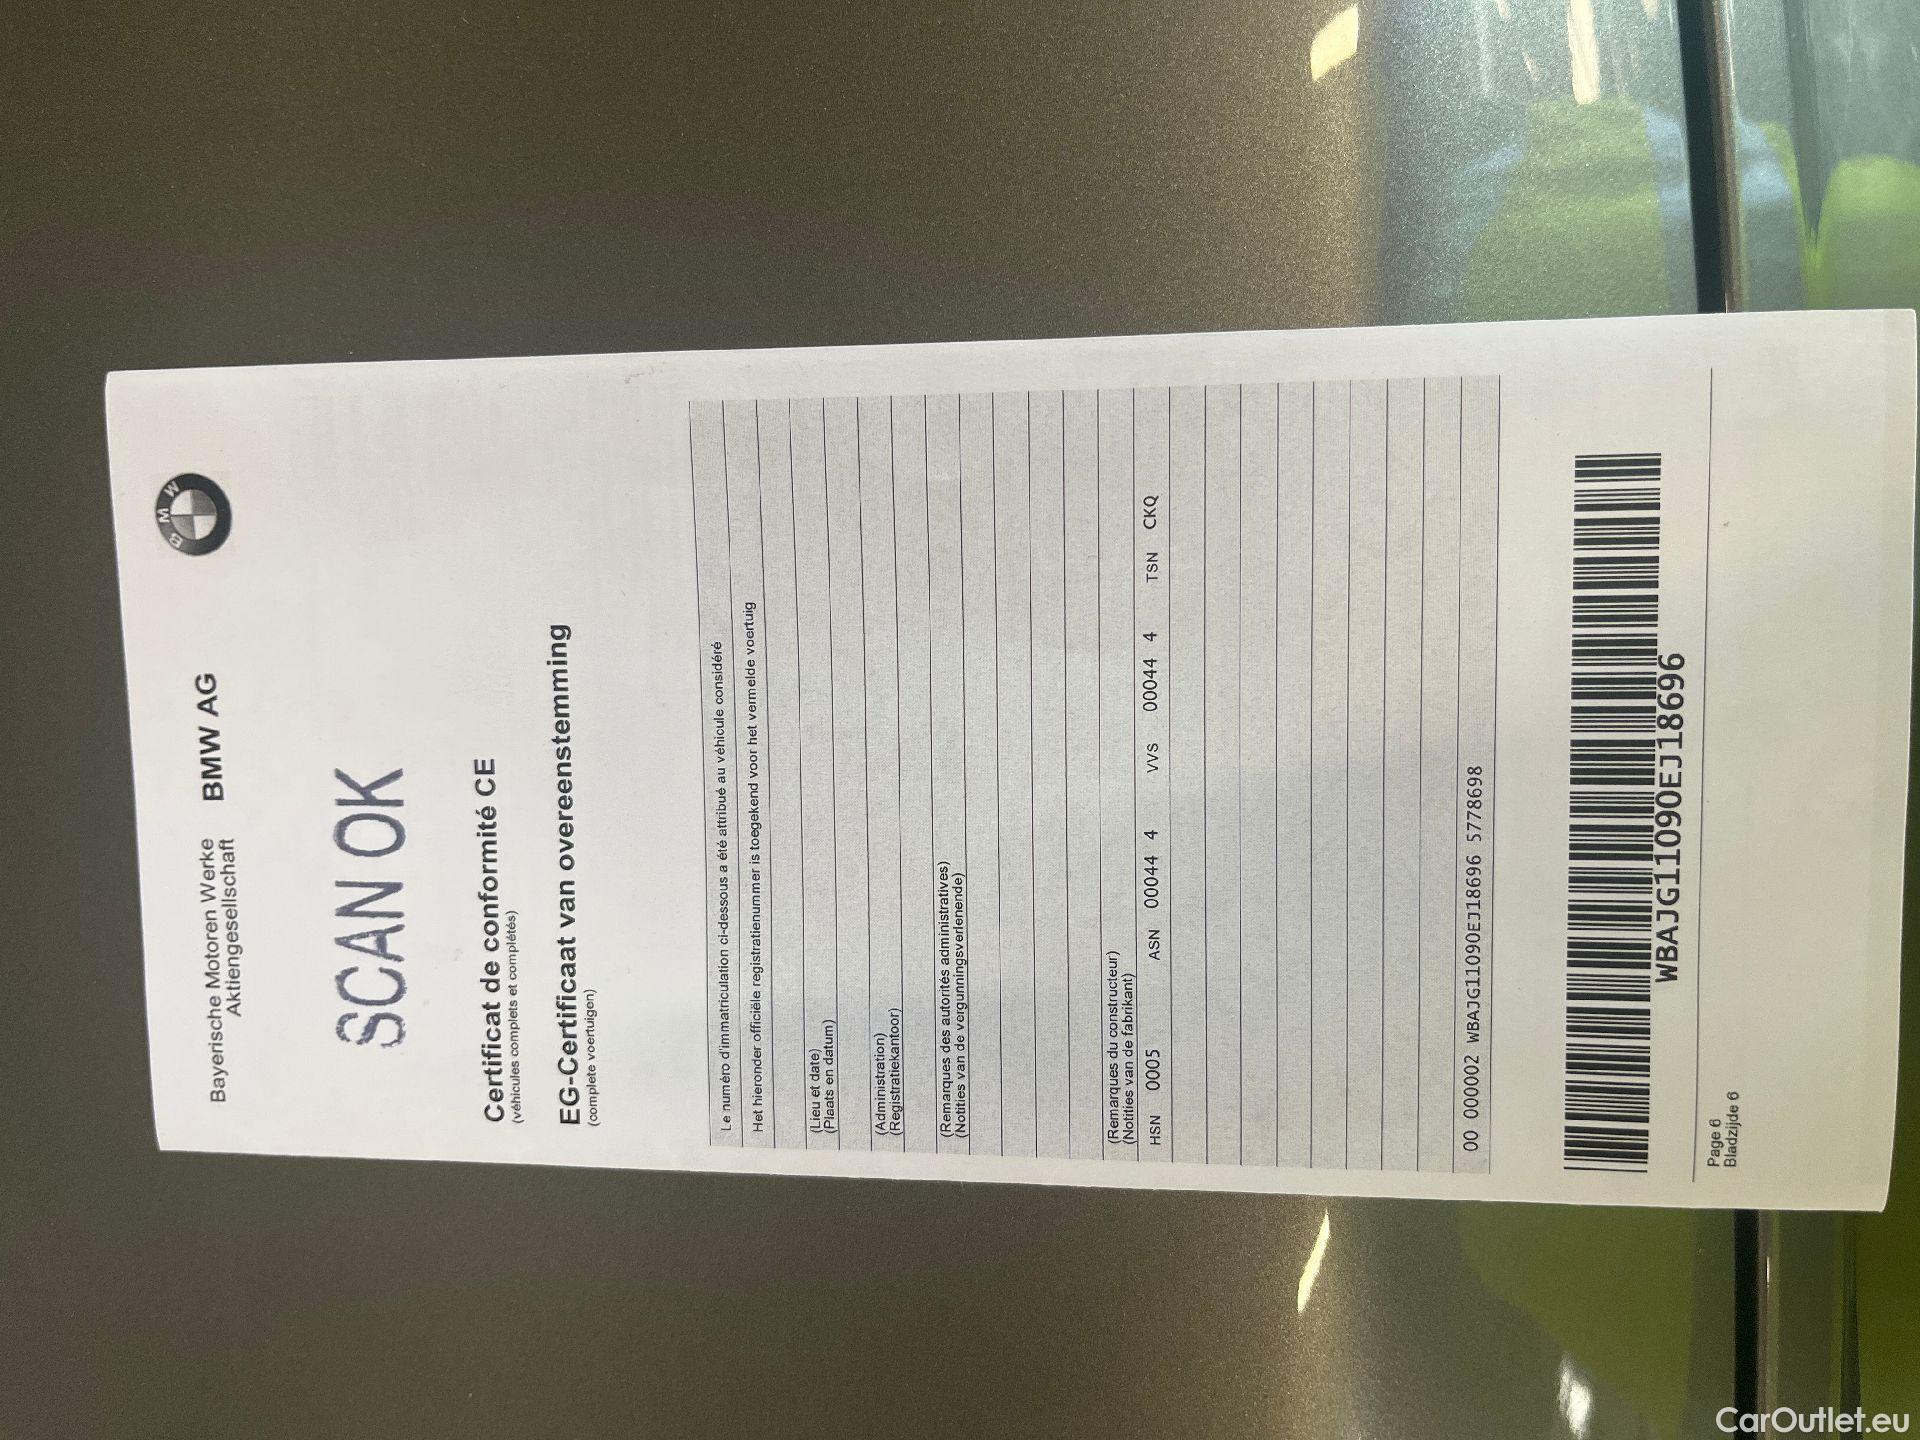 Bayerische Motoren Werke
Aktiengesellschaft
BMW AG
BMW
SCAN OK
Certificat de conformité CE
(véhicules complets et complétés)
EG-Certificaat van overeenstemming
(complete voertuigen)
Le numéro d'immatriculation ci-dessous a été attribué au véhicule considéré
Het hieronder officiële registratienummer is toegekend voor het vermelde voertuig
(Lieu et date)
(Plaats en datum)
(Administration)
(Registratiekantoor)
(Remarques des autorités administratives)
(Notities van de vergunningsverlenende)
(Remarques du constructeur)
(Notities van de fabrikant)
HSN 0005 ASN 00044 4 VVS 00044 4 TSN CKQ
00 000002 WBAJG11090EJ18696 5778698
WBAJG11090EJ18696
Page 6
Bladzijde 6
CarOutlet.eu